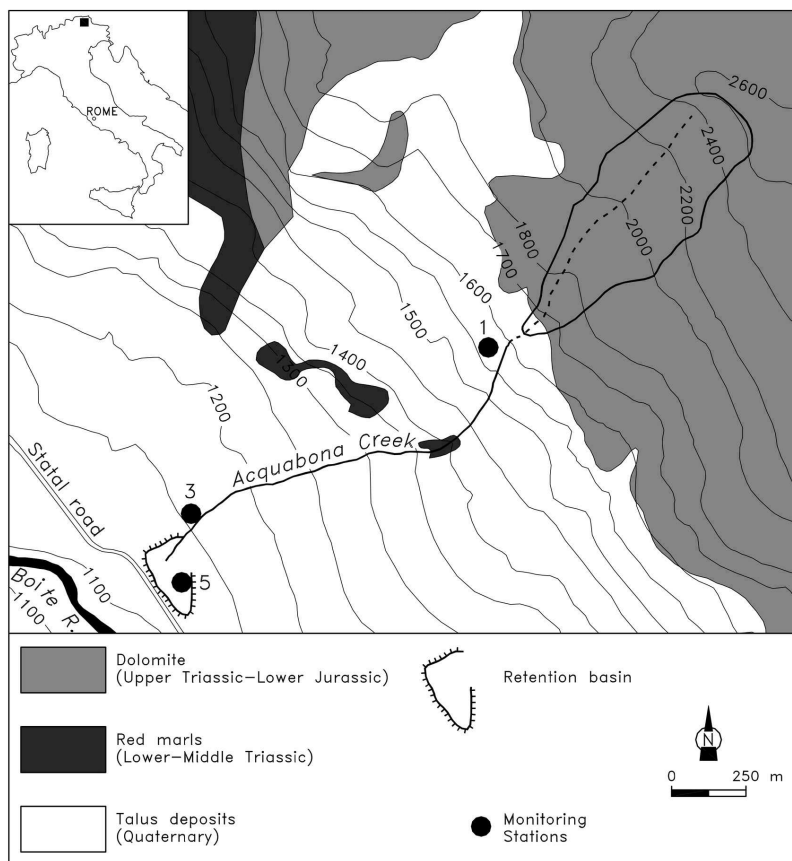 ROME
2600
2400
2200
2000
1800
1700
1600
1500
1
1400
1300
1200
Acquabona Creek
3
Statal road
5
Boite R.
1100
1100
Dolomite
(Upper Triassic–Lower Jurassic)
Retention basin
Red marls
(Lower–Middle Triassic)
N
0 250 m
Talus deposits
(Quaternary)
Monitoring
Stations